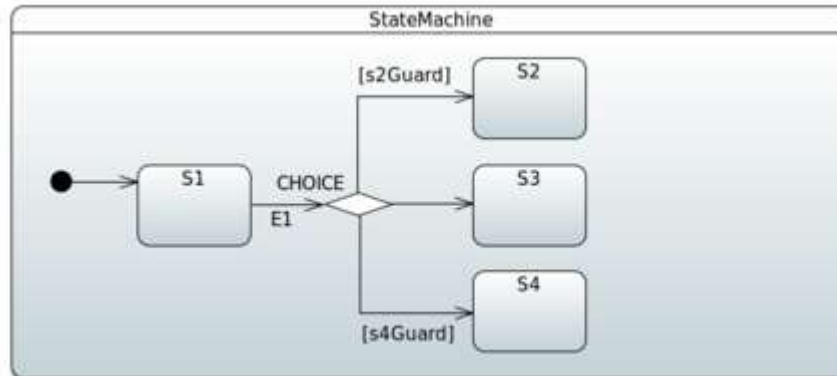 StateMachine
[s2Guard]
S2
S1
CHOICE
E1
S3
S4
[s4Guard]